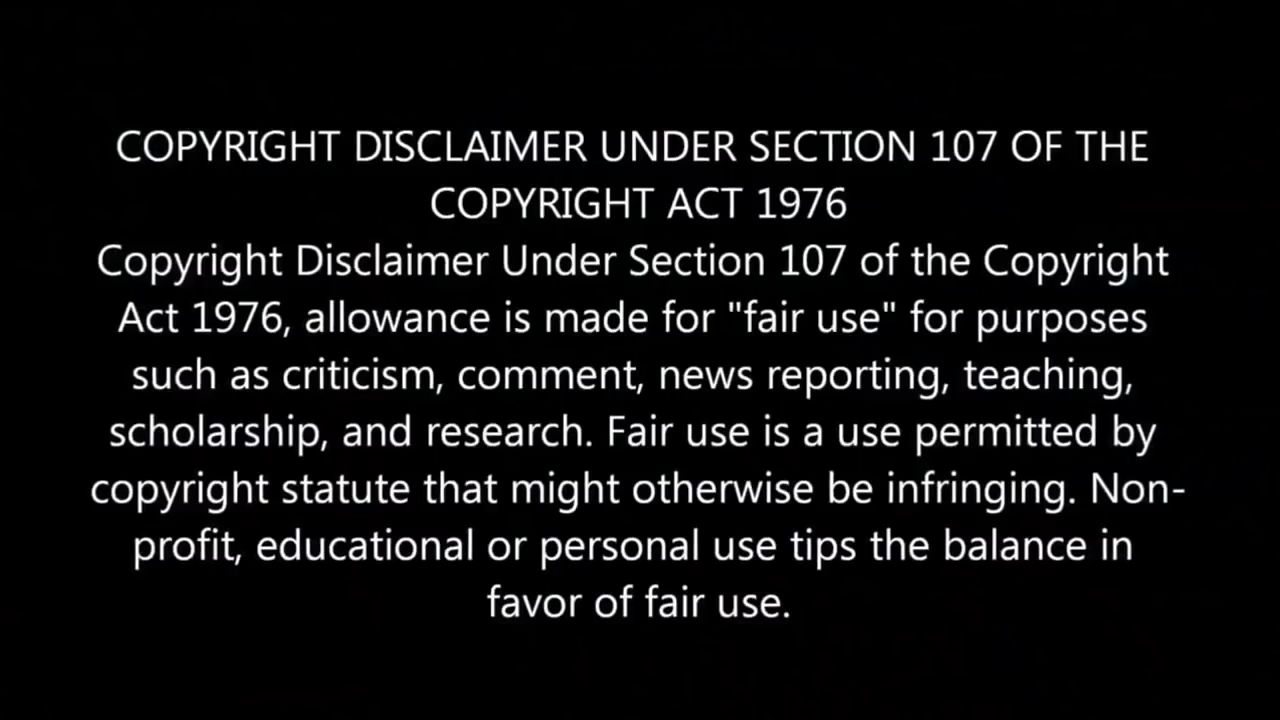 COPYRIGHT DISCLAIMER UNDER SECTION 107 OF THE
COPYRIGHT ACT 1976
Copyright Disclaimer Under Section 107 of the Copyright
Act 1976, allowance is made for "fair use" for purposes
such as criticism, comment, news reporting, teaching,
scholarship, and research. Fair use is a use permitted by
copyright statute that might otherwise be infringing. Non-
profit, educational or personal use tips the balance in
favor of fair use.